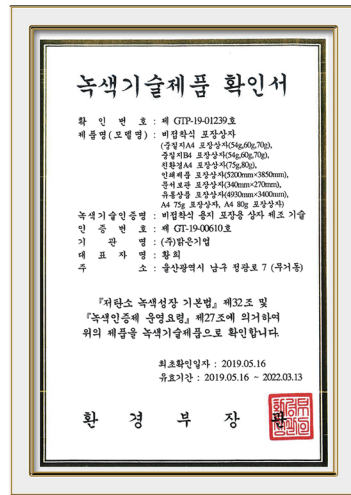 녹색기술제품 확인서
확 인 번 호 : 제 GTP-19-01239호
제품명(모델명) : 비접착식 포장상자
(중질지A4 포장상자(54g,60g,70g),
중질지B4 포장상자(54g,60g,70g),
친환경A4 포장상자(75g,80g),
인쇄제품 포장상자(5200mm×3850mm),
문서보관 포장상자(340mm×270mm),
유통상품 포장상자(4930mm×3400mm),
A4 75g 포장상자, A4 80g 포장상자)
녹색기술인증명 : 비접착식 용지 포장용 상자 제조 기술
인 증 번 호 : 제 GT-19-00610호
기 관 명 : (주)맑은기업
대 표 자 명 : 황희
주 소 : 울산광역시 남구 정광로 7 (무거동)
『저탄소 녹색성장 기본법』 제32조 및
『녹색인증제 운영요령』 제27조에 의거하여
위의 제품을 녹색기술제품으로 확인합니다.
최초확인일자 : 2019.05.16
유효기간 : 2019.05.16 ~ 2022.03.13
환 경 부 장 관